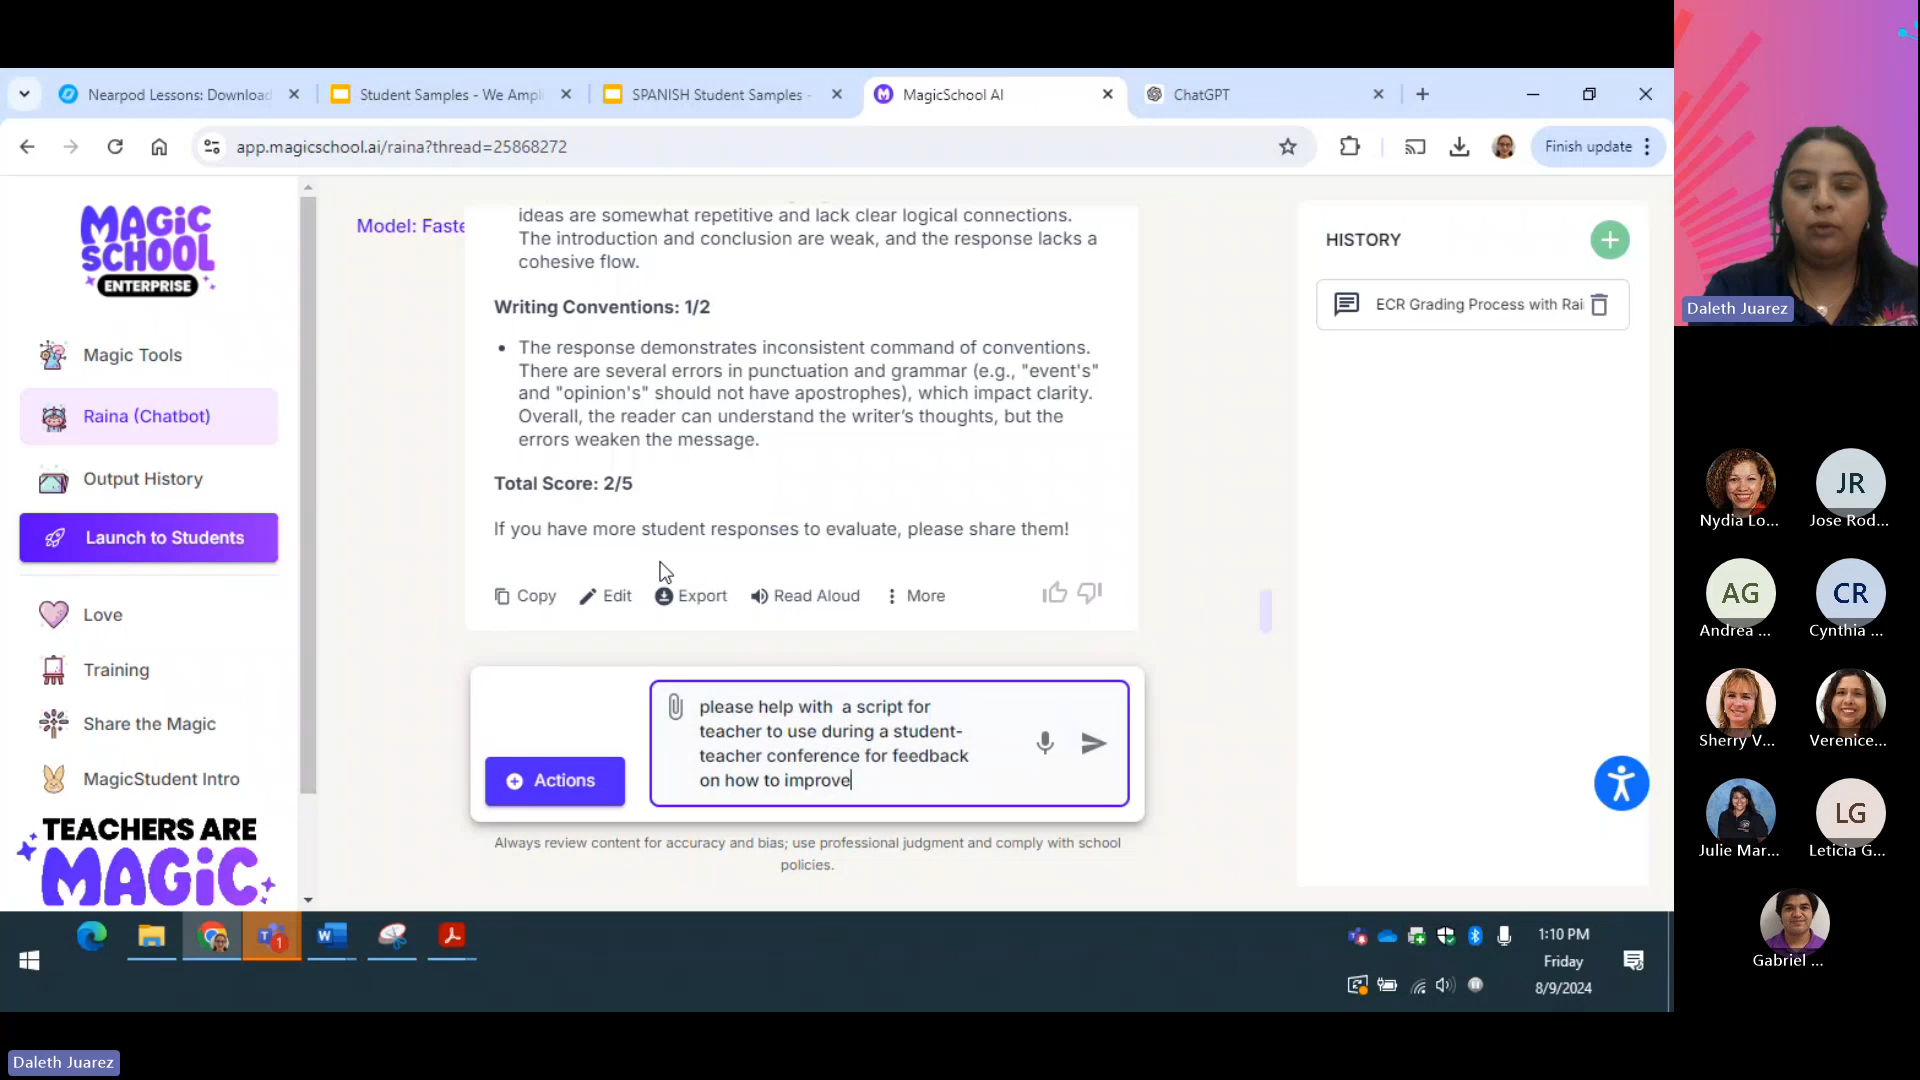 Nearpod Lessons: Download
Student Samples - We Ampl
SPANISH Student Samples -
MagicSchool AI
ChatGPT
app.magicschool.ai/raina?thread=25868272
Finish update
MAGIC
SCHOOL
ENTERPRISE
Magic Tools
Raina (Chatbot)
Output History
Launch to Students
Love
Training
Share the Magic
MagicStudent Intro
TEACHERS ARE
MAGIC
Model: Faste
ideas are somewhat repetitive and lack clear logical connections.
The introduction and conclusion are weak, and the response lacks a
cohesive flow.
Writing Conventions: 1/2
The response demonstrates inconsistent command of conventions.
There are several errors in punctuation and grammar (e.g., "event's"
and "opinion's" should not have apostrophes), which impact clarity.
Overall, the reader can understand the writer's thoughts, but the
errors weaken the message.
Total Score: 2/5
If you have more student responses to evaluate, please share them!
Copy
Edit
Export
Read Aloud
More
Actions
please help with  a script for
teacher to use during a student-
teacher conference for feedback
on how to improve
Always review content for accuracy and bias; use professional judgment and comply with school
policies.
HISTORY
ECR Grading Process with Rai
1
1:10 PM
Friday
8/9/2024
Daleth Juarez
Nydia Lo...
JR
Jose Rod...
AG
Andrea ...
CR
Cynthia ...
Sherry V...
Verenice...
Julie Mar...
LG
Leticia G...
Gabriel ...
Daleth Juarez